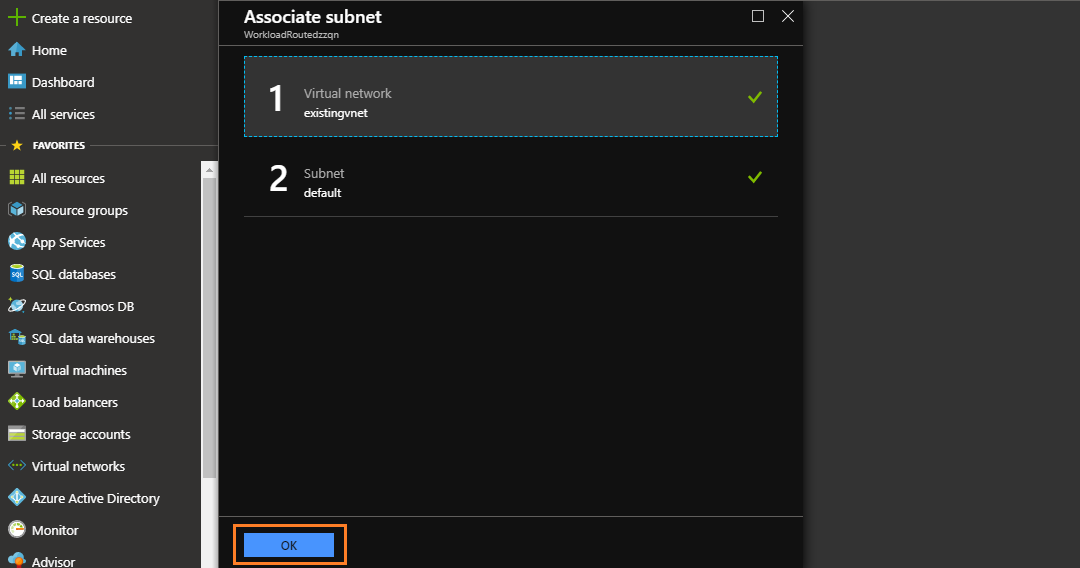 Create a resource
Home
Dashboard
All services
FAVORITES
All resources
Resource groups
App Services
SQL
SQL databases
Azure Cosmos DB
SQL data warehouses
Virtual machines
Load balancers
Storage accounts
Virtual networks
Azure Active Directory
Monitor
Advisor
Associate subnet
WorkloadRoutedzzqn
1
Virtual network
existingvnet
2
Subnet
default
OK